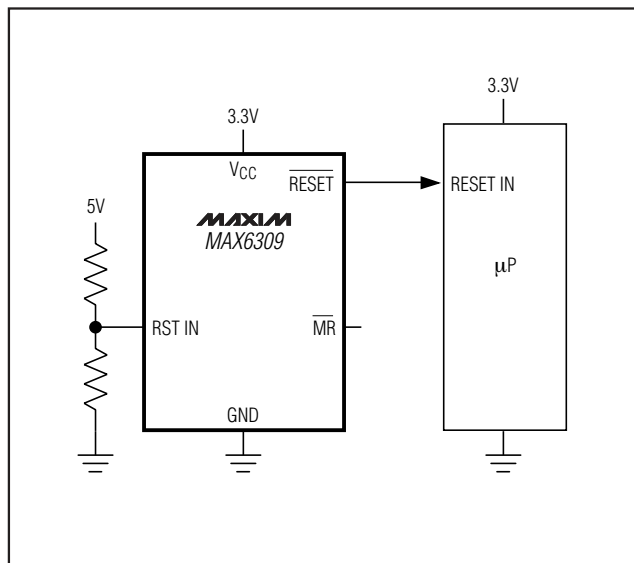 3.3V
3.3V
VCC
RESET
RESET IN
5V
MAXIM
MAX6309
μP
RST IN
MR
GND